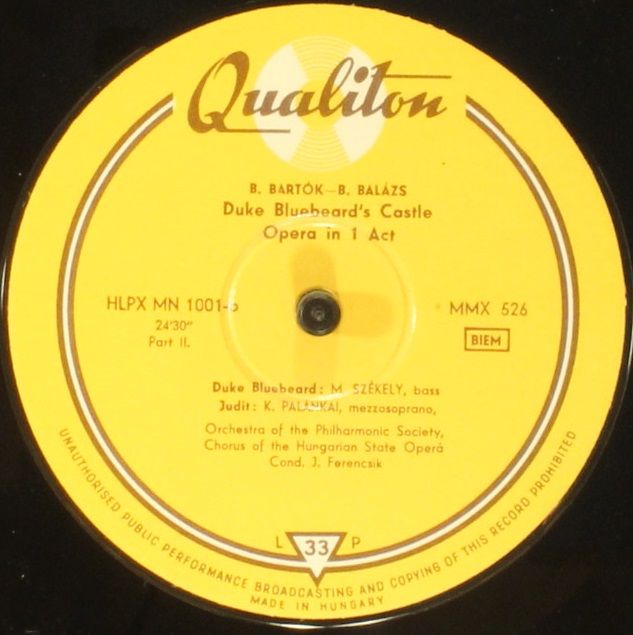 Qualiton
B. BARTÓK—B. BALÁZS
Duke Bluebeard's Castle
Opera in 1 Act
HLPX MN 1001-b
24'30"
Part II.
MMX 526
BIEM
Duke Bluebeard: M. SZÉKELY, bass
Judit: K. PALÁNKAI, mezzosoprano,
Orchestra of the Philharmonic Society,
Chorus of the Hungarian State Operá
Cond. J. Ferencsik
L 33 P
UNAUTHORISED PUBLIC PERFORMANCE BROADCASTING AND COPYING OF THIS RECORD PROHIBITED
MADE IN HUNGARY